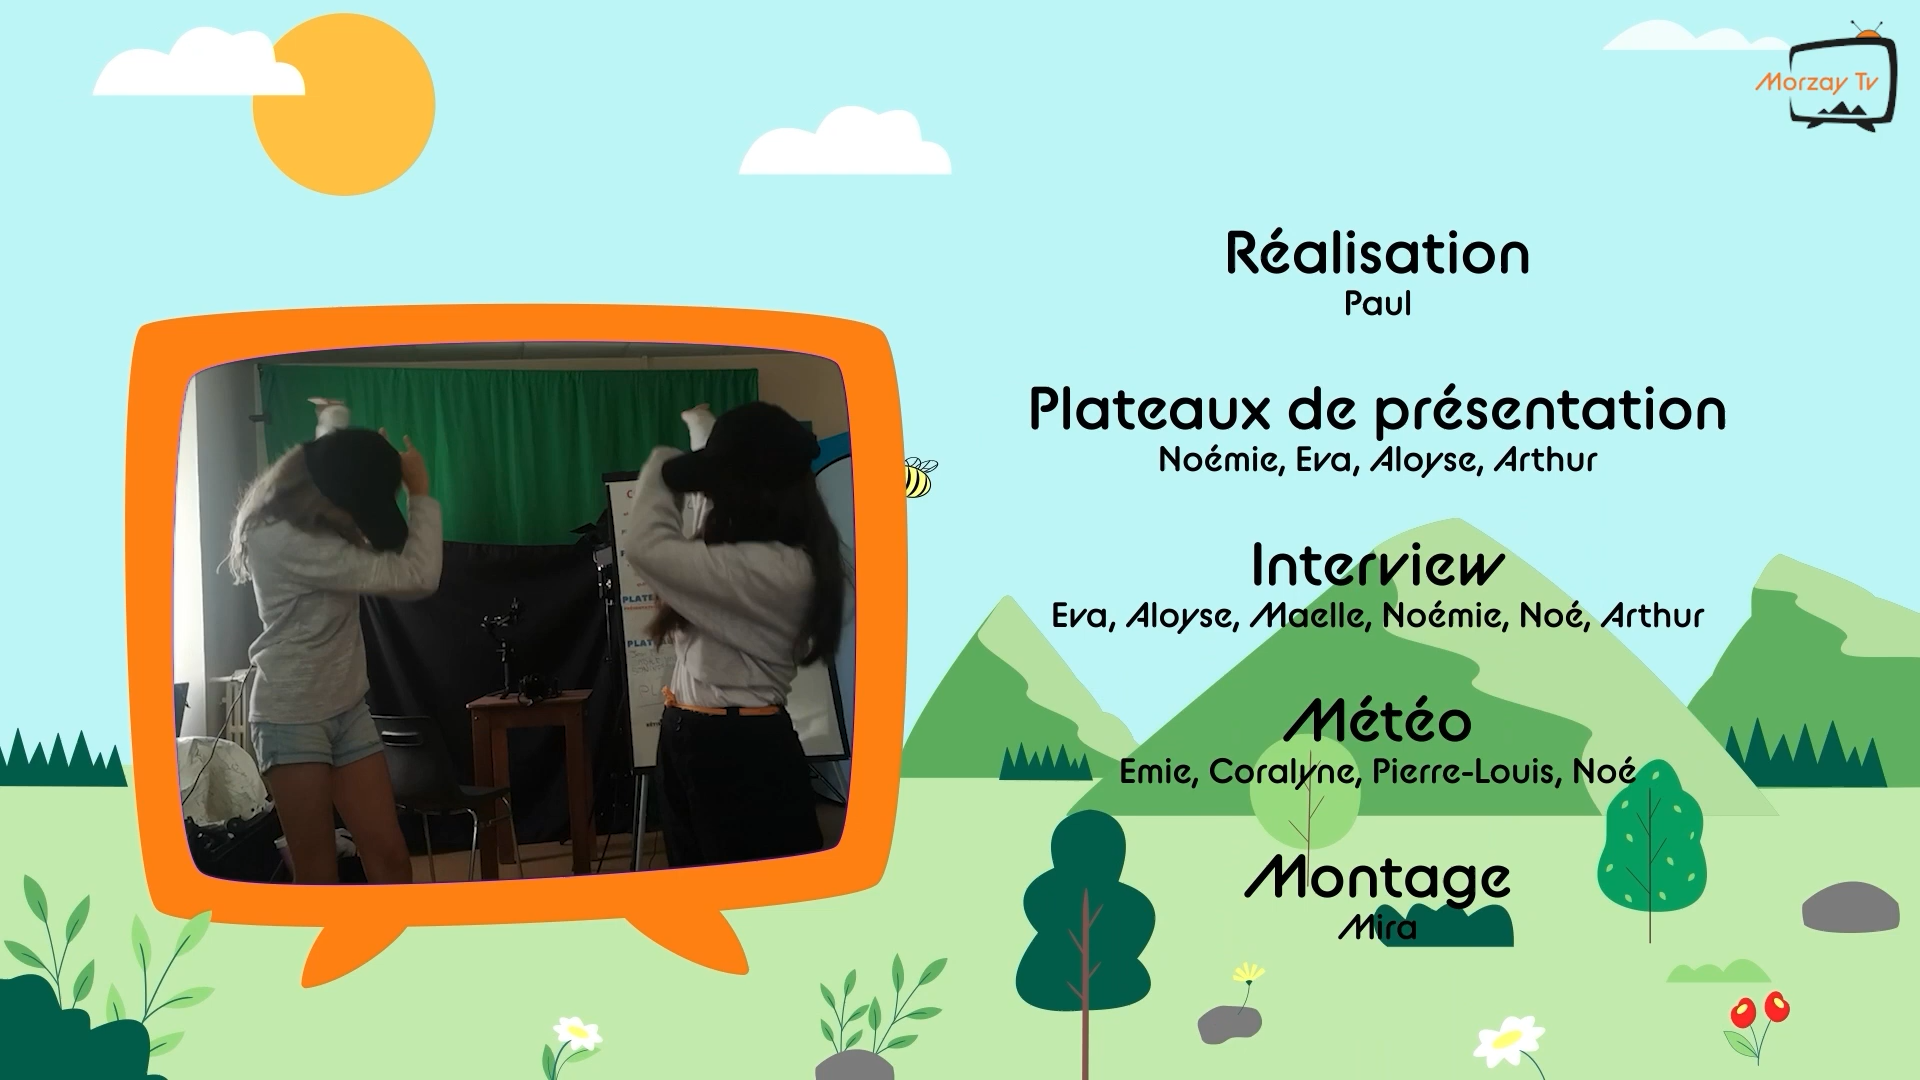 Morzay Tv
Réalisation
Paul
Plateaux de présentation
Noémie, Eva, Aloyse, Arthur
Interview
Eva, Aloyse, Maelle, Noémie, Noé, Arthur
Météo
Emie, Coralyne, Pierre-Louis, Noé
Montage
Mira